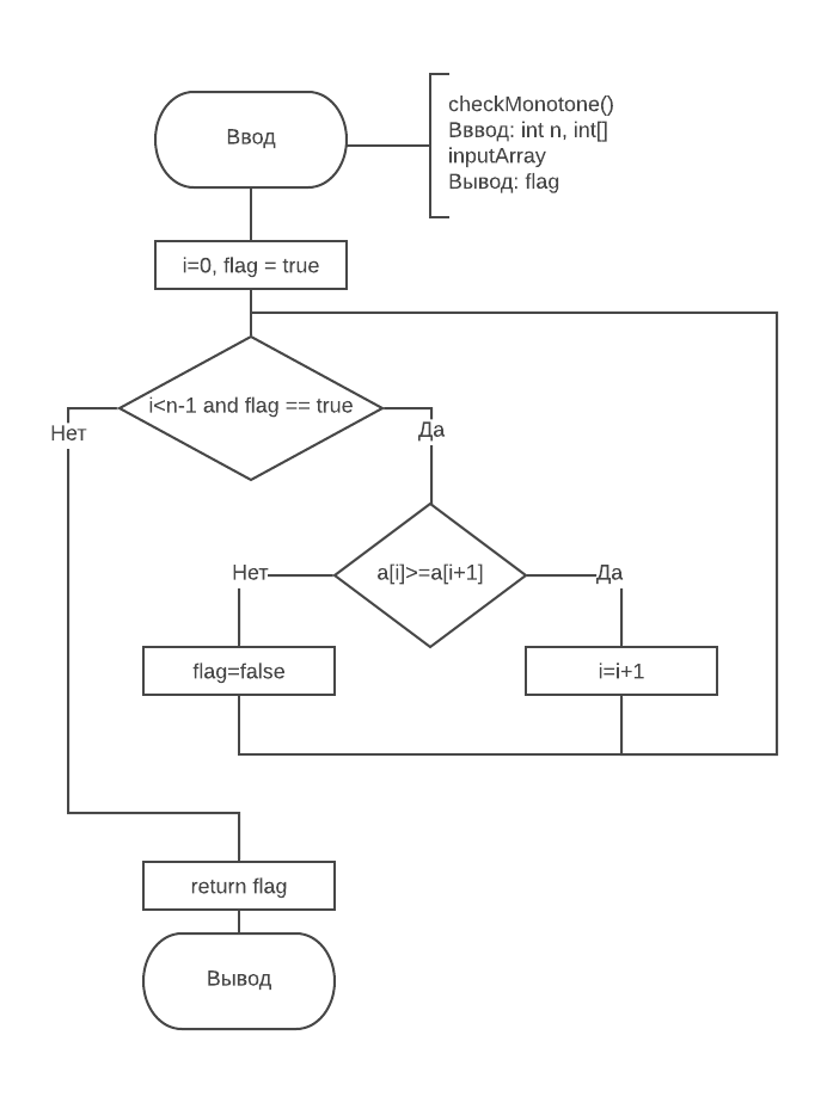 Ввод
checkMonotone()
Вввод: int n, int[]
inputArray
Вывод: flag
i=0, flag = true
i<n-1 and flag == true
Нет
Да
a[i]>=a[i+1]
Нет
Да
flag=false
i=i+1
return flag
Вывод